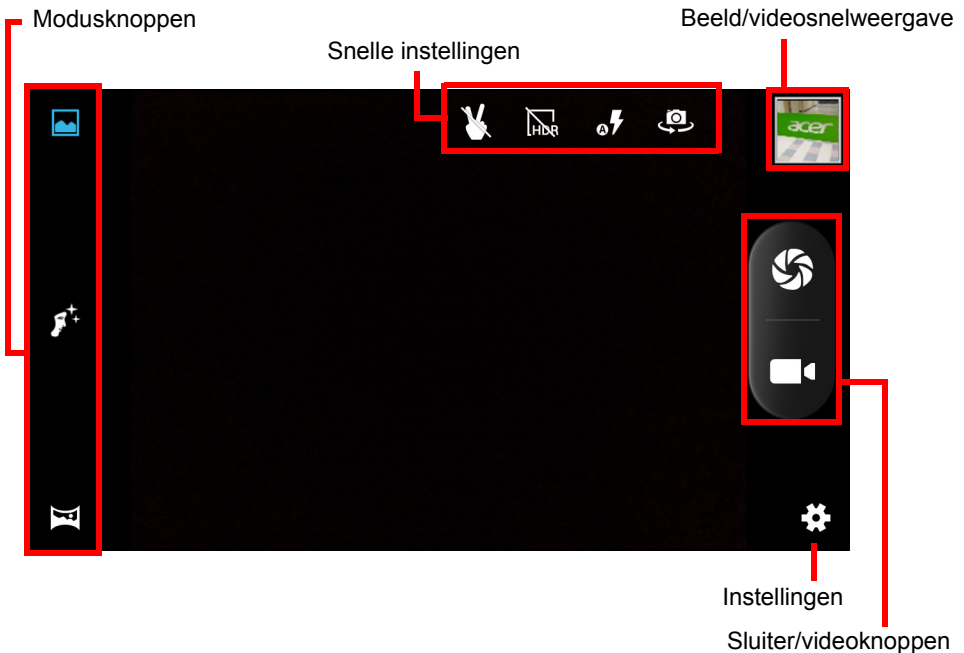 Modusknoppen
Beeld/videosnelweergave
Snelle instellingen
HDR
A
acer
Instellingen
Sluiter/videoknoppen